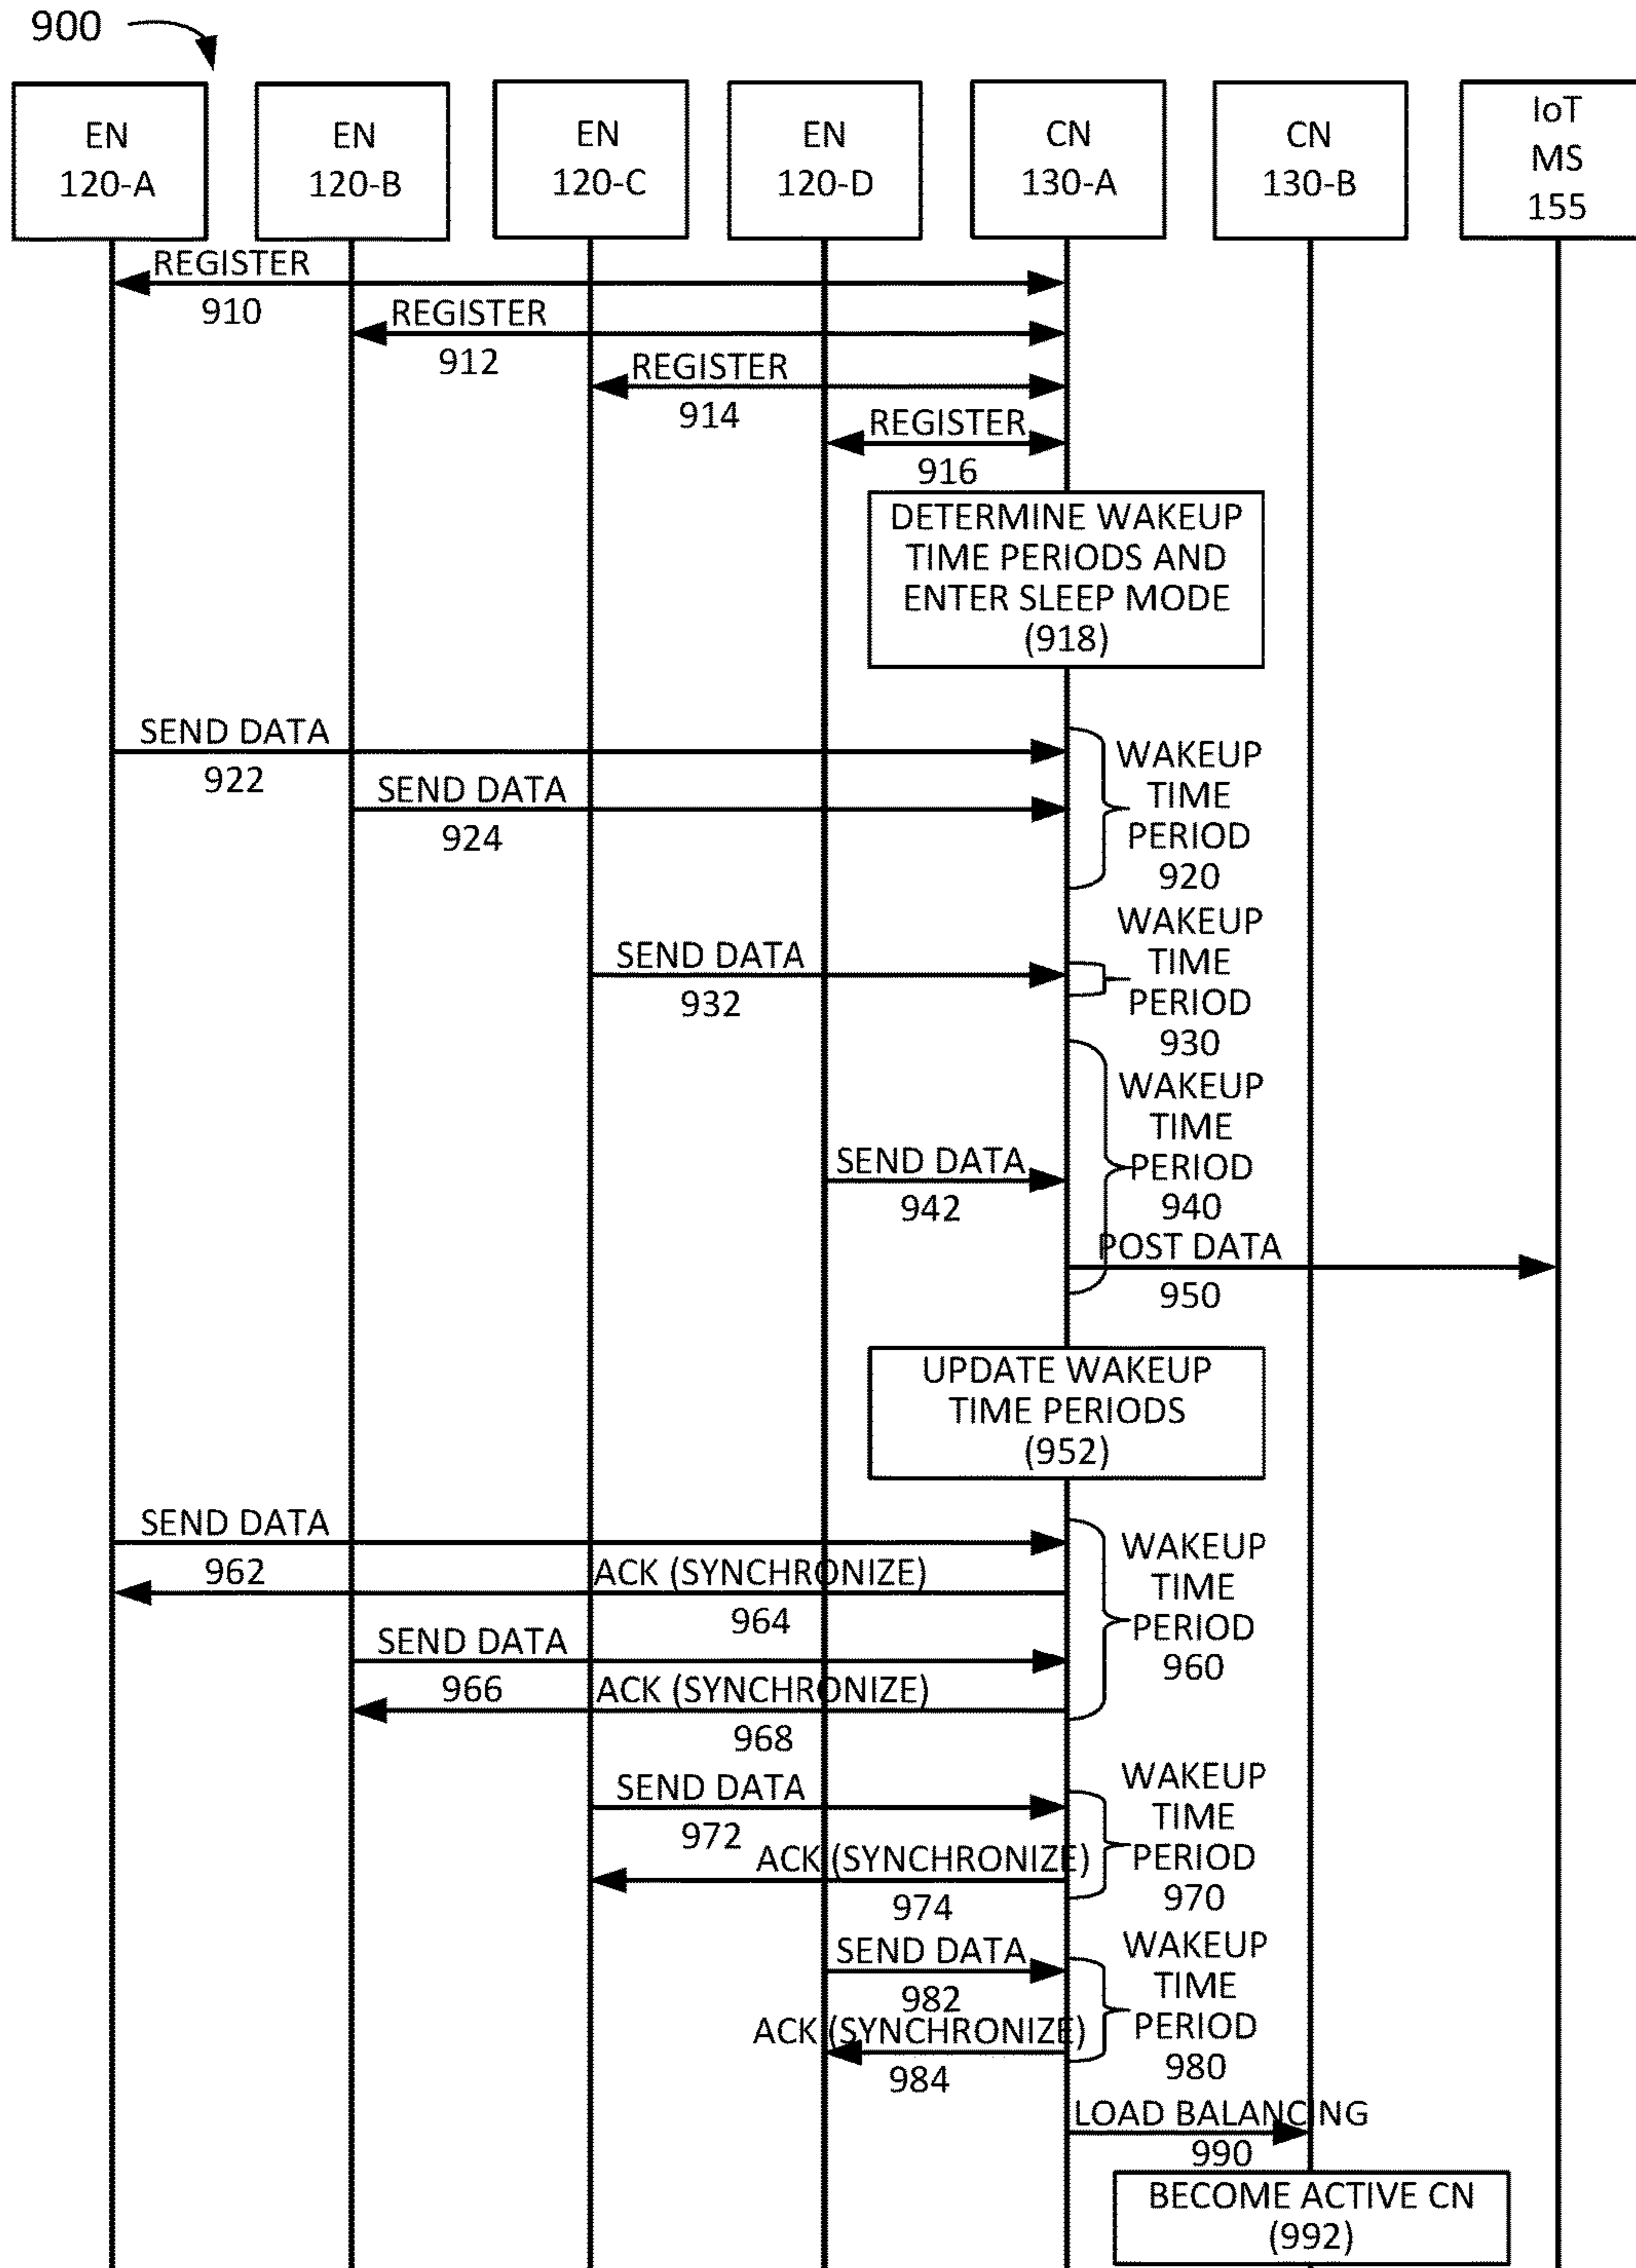 900
EN
120-A
EN
120-B
EN
120-C
EN
120-D
CN
130-A
CN
130-B
IoT
MS
155
REGISTER
910
REGISTER
912
REGISTER
914
REGISTER
916
DETERMINE WAKEUP
TIME PERIODS AND
ENTER SLEEP MODE
(918)
SEND DATA
922
SEND DATA
924
WAKEUP
TIME
PERIOD
920
SEND DATA
932
WAKEUP
TIME
PERIOD
930
WAKEUP
TIME
PERIOD
940
SEND DATA
942
POST DATA
950
UPDATE WAKEUP
TIME PERIODS
(952)
SEND DATA
962
ACK (SYNCHRONIZE)
964
SEND DATA
966
ACK (SYNCHRONIZE)
968
WAKEUP
TIME
PERIOD
960
SEND DATA
972
ACK (SYNCHRONIZE)
974
WAKEUP
TIME
PERIOD
970
SEND DATA
982
ACK (SYNCHRONIZE)
984
WAKEUP
TIME
PERIOD
980
LOAD BALANCING
990
BECOME ACTIVE CN
(992)